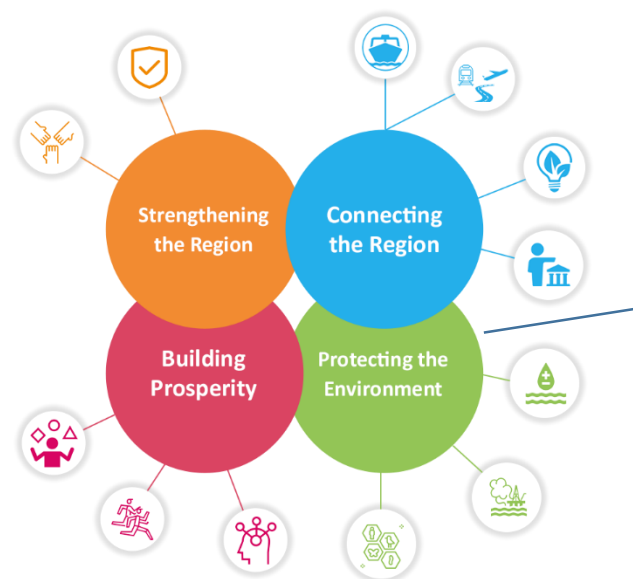 Strengthening
the Region
Connecting
the Region
Building
Prosperity
Protecting the
Environment